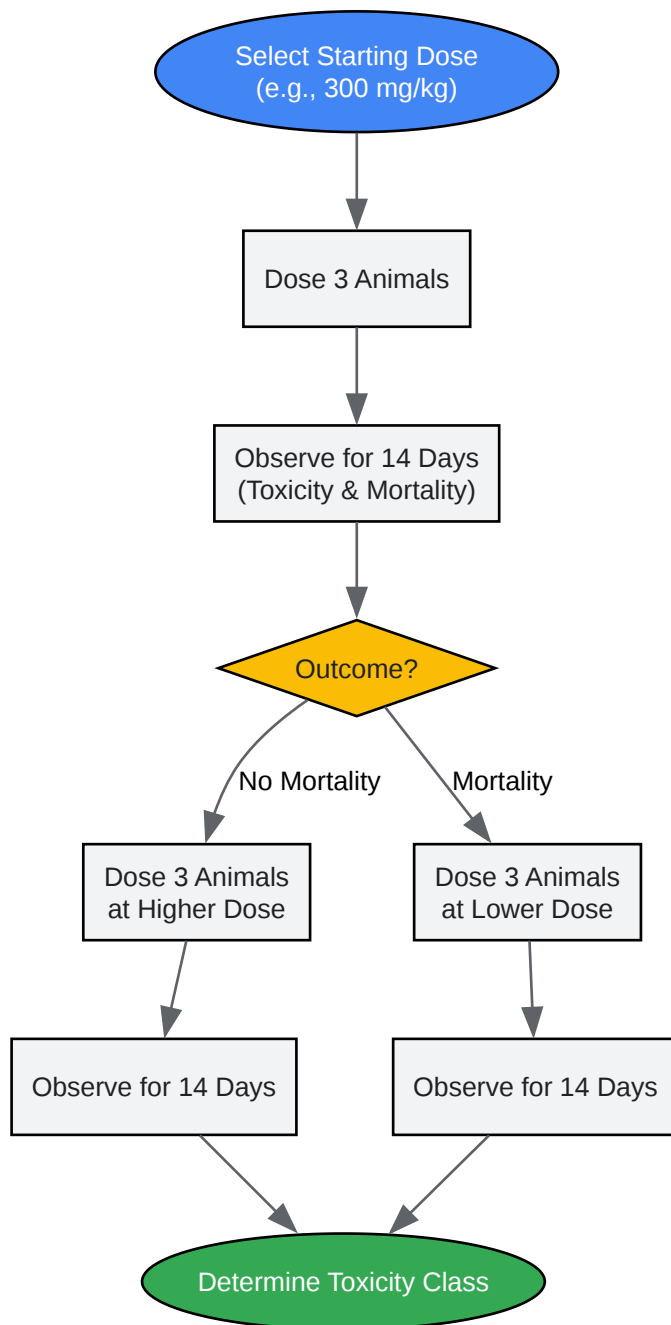 Select Starting Dose
(e.g., 300 mg/kg)
Dose 3 Animals
Observe for 14 Days
(Toxicity & Mortality)
Outcome?
No Mortality
Mortality
Dose 3 Animals
at Higher Dose
Dose 3 Animals
at Lower Dose
Observe for 14 Days
Observe for 14 Days
Determine Toxicity Class